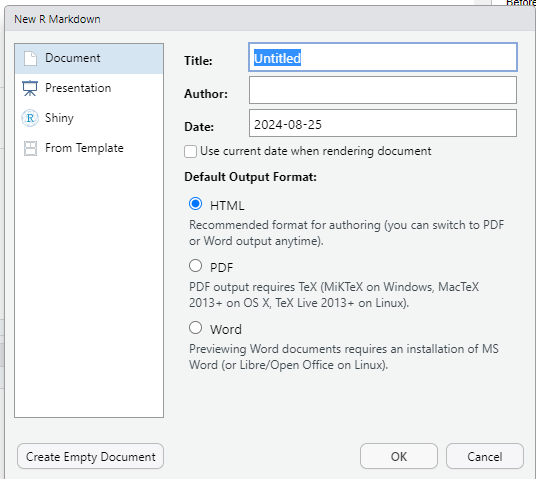 Before
New R Markdown
Document
Presentation
Shiny
From Template
Title:
Untitled
Author:
Date:
2024-08-25
Use current date when rendering document
Default Output Format:
HTML
Recommended format for authoring (you can switch to PDF
or Word output anytime).
PDF
PDF output requires TeX (MiKTeX on Windows, MacTeX
2013+ on OS X, TeX Live 2013+ on Linux).
Word
Previewing Word documents requires an installation of MS
Word (or Libre/Open Office on Linux).
Create Empty Document
OK
Cancel